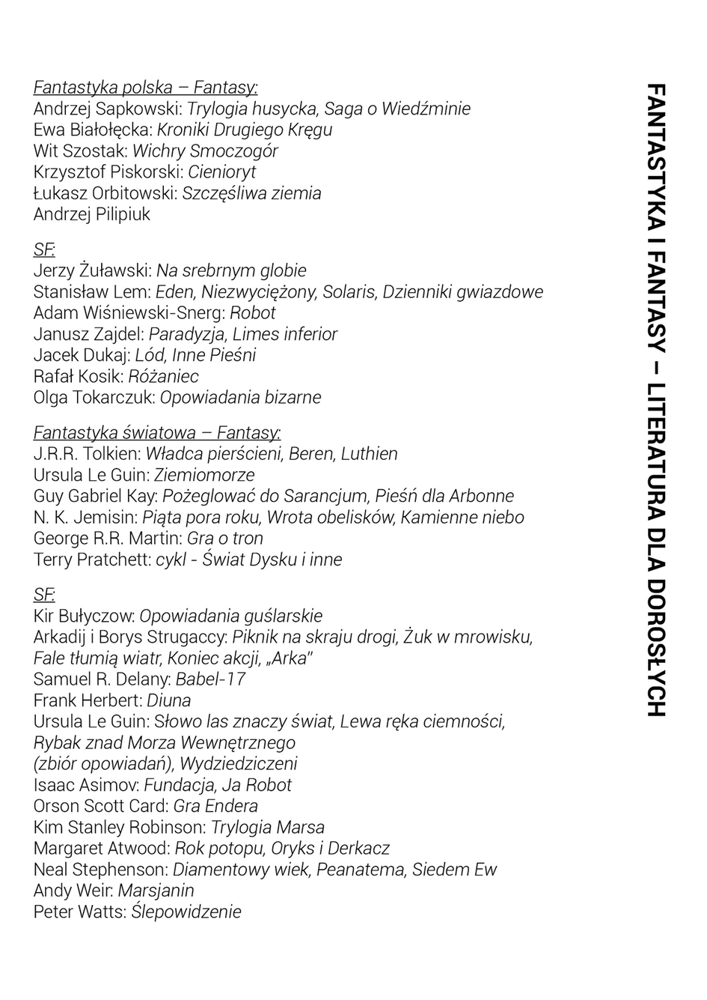 Fantastyka polska – Fantasy:
Andrzej Sapkowski: Trylogia husycka, Saga o Wiedźminie
Ewa Białołęcka: Kroniki Drugiego Kręgu
Wit Szostak: Wichry Smoczogór
Krzysztof Piskorski: Cienioryt
Łukasz Orbitowski: Szczęśliwa ziemia
Andrzej Pilipiuk
SF:
Jerzy Żuławski: Na srebrnym globie
Stanisław Lem: Eden, Niezwyciężony, Solaris, Dzienniki gwiazdowe
Adam Wiśniewski-Snerg: Robot
Janusz Zajdel: Paradyzja, Limes inferior
Jacek Dukaj: Lód, Inne Pieśni
Rafał Kosik: Różaniec
Olga Tokarczuk: Opowiadania bizarne
Fantastyka światowa – Fantasy:
J.R.R. Tolkien: Władca pierścieni, Beren, Luthien
Ursula Le Guin: Ziemiomorze
Guy Gabriel Kay: Pożeglować do Sarancjum, Pieśń dla Arbonne
N. K. Jemisin: Piąta pora roku, Wrota obelisków, Kamienne niebo
George R.R. Martin: Gra o tron
Terry Pratchett: cykl - Świat Dysku i inne
SF:
Kir Bułyczow: Opowiadania guślarskie
Arkadij i Borys Strugaccy: Piknik na skraju drogi, Żuk w mrowisku,
Fale tłumią wiatr, Koniec akcji, „Arka”
Samuel R. Delany: Babel-17
Frank Herbert: Diuna
Ursula Le Guin: Słowo las znaczy świat, Lewa ręka ciemności,
Rybak znad Morza Wewnętrznego
(zbiór opowiadań), Wydziedziczeni
Isaac Asimov: Fundacja, Ja Robot
Orson Scott Card: Gra Endera
Kim Stanley Robinson: Trylogia Marsa
Margaret Atwood: Rok potopu, Oryks i Derkacz
Neal Stephenson: Diamentowy wiek, Peanatema, Siedem Ew
Andy Weir: Marsjanin
Peter Watts: Ślepowidzenie
FANTASTYKA I FANTASY – LITERATURA DLA DOROSŁYCH